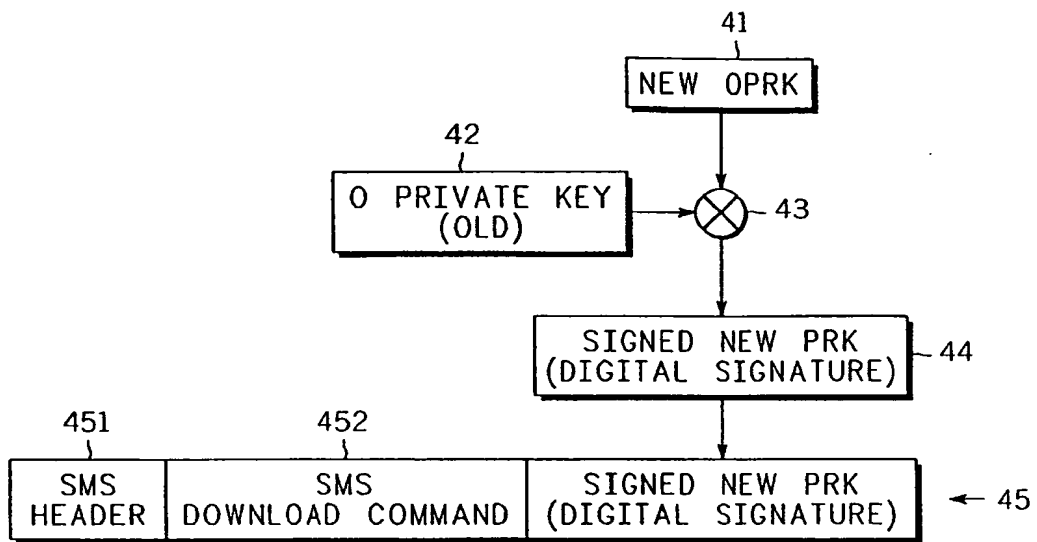 41
NEW OPRK
42
O PRIVATE KEY
(OLD)
43
SIGNED NEW PRK
(DIGITAL SIGNATURE)
44
451
452
SMS
HEADER
SMS
DOWNLOAD COMMAND
SIGNED NEW PRK
(DIGITAL SIGNATURE)
45